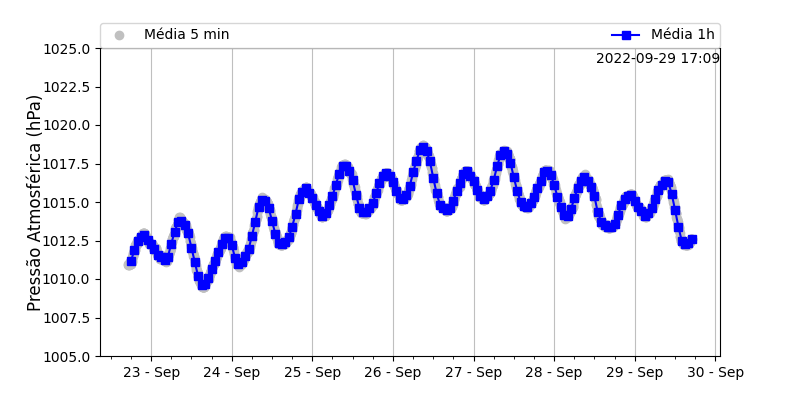 Média 5 min
Média 1h
2022-09-29 17:09
Pressão Atmosférica (hPa)
1025.0
1022.5
1020.0
1017.5
1015.0
1012.5
1010.0
1007.5
1005.0
23 - Sep
24 - Sep
25 - Sep
26 - Sep
27 - Sep
28 - Sep
29 - Sep
30 - Sep